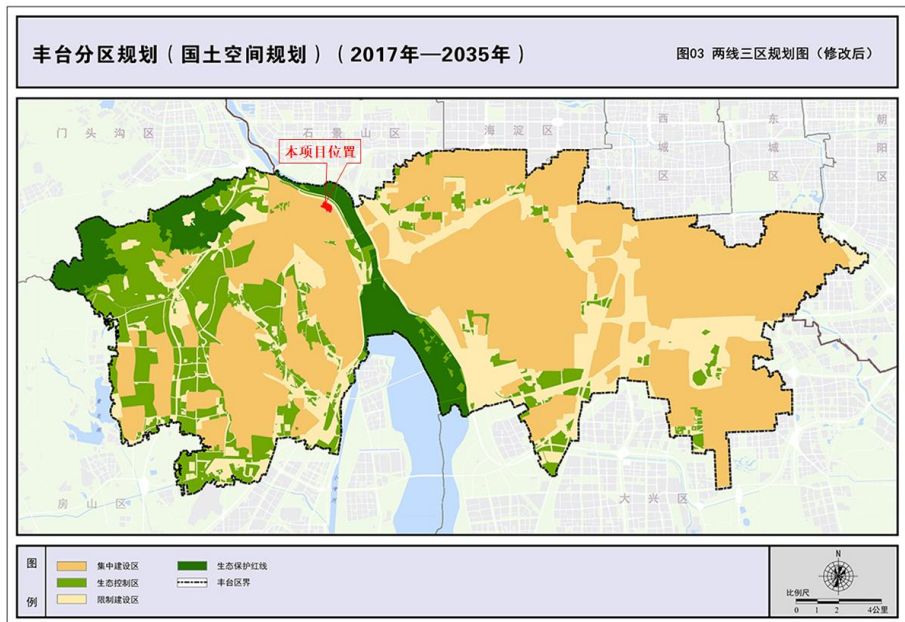 丰台分区规划（国土空间规划）（2017年—2035年）
图03 两线三区规划图（修改后）
门头沟区
石景山区
海淀区
西城区
东城区
朝阳区
本项目位置
房山区
大兴区
图例
集中建设区
生态控制区
限制建设区
生态保护红线
丰台区界
N
比例尺
0 1 2 4公里